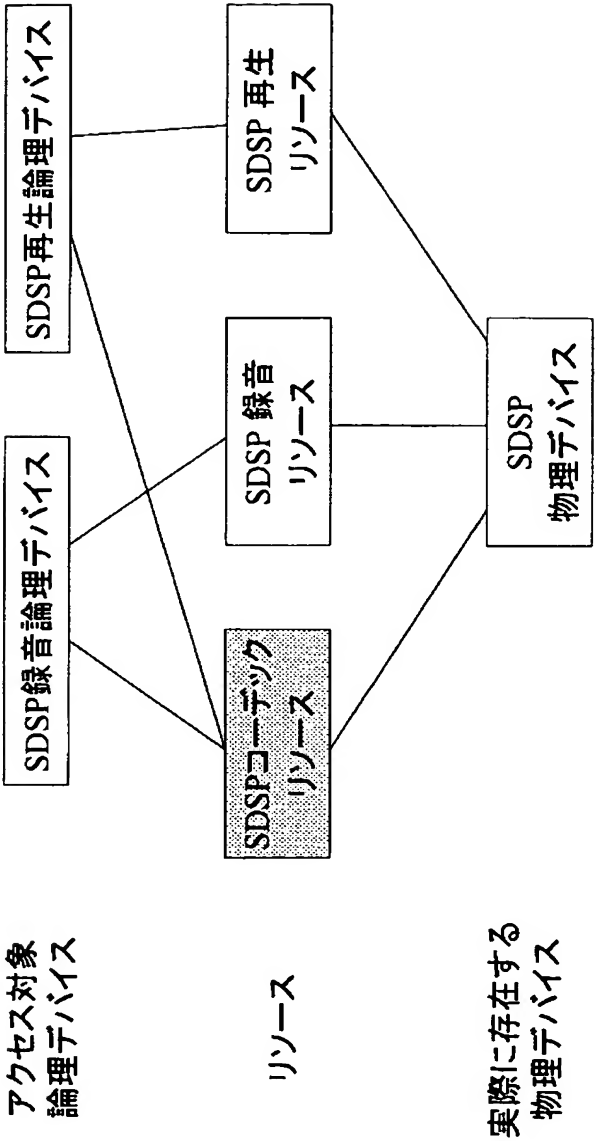 アクセス対象
論理デバイス
SDSP録音論理デバイス
SDSP再生論理デバイス
リソース
SDSPコーデック
リソース
SDSP 録音
リソース
SDSP 再生
リソース
実際に存在する
物理デバイス
SDSP
物理デバイス